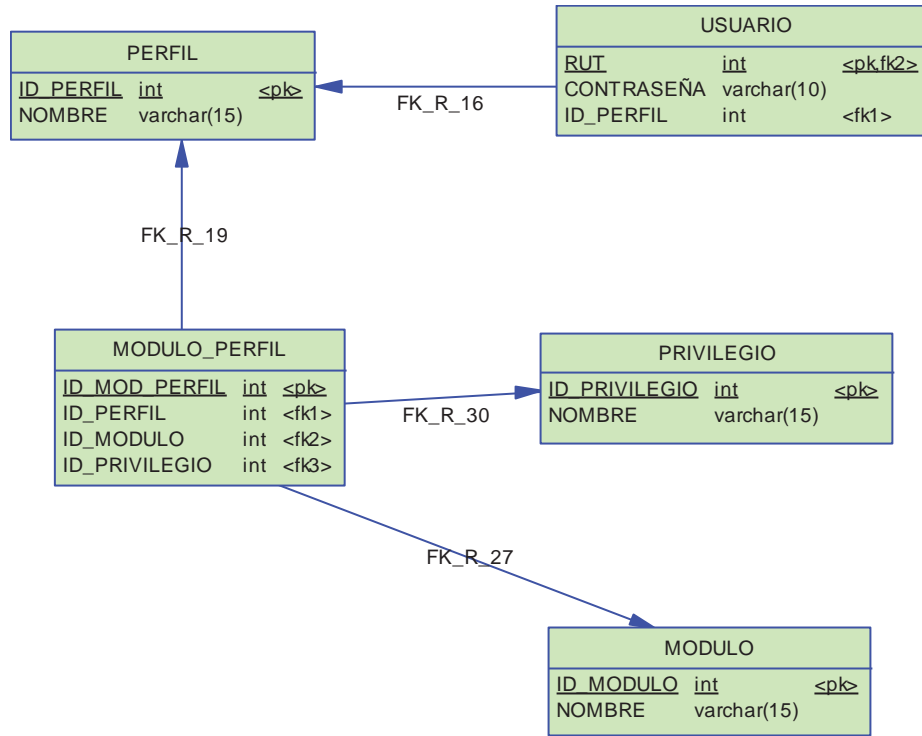 PERFIL
ID_PERFIL int <pk>
NOMBRE varchar(15)
USUARIO
RUT int <pk,fk2>
CONTRASEÑA varchar(10)
ID_PERFIL int <fk1>
FK_R_16
FK_R_19
MODULO_PERFIL
ID_MOD_PERFIL int <pk>
ID_PERFIL int <fk1>
ID_MODULO int <fk2>
ID_PRIVILEGIO int <fk3>
FK_R_30
PRIVILEGIO
ID_PRIVILEGIO int <pk>
NOMBRE varchar(15)
FK_R_27
MODULO
ID_MODULO int <pk>
NOMBRE varchar(15)